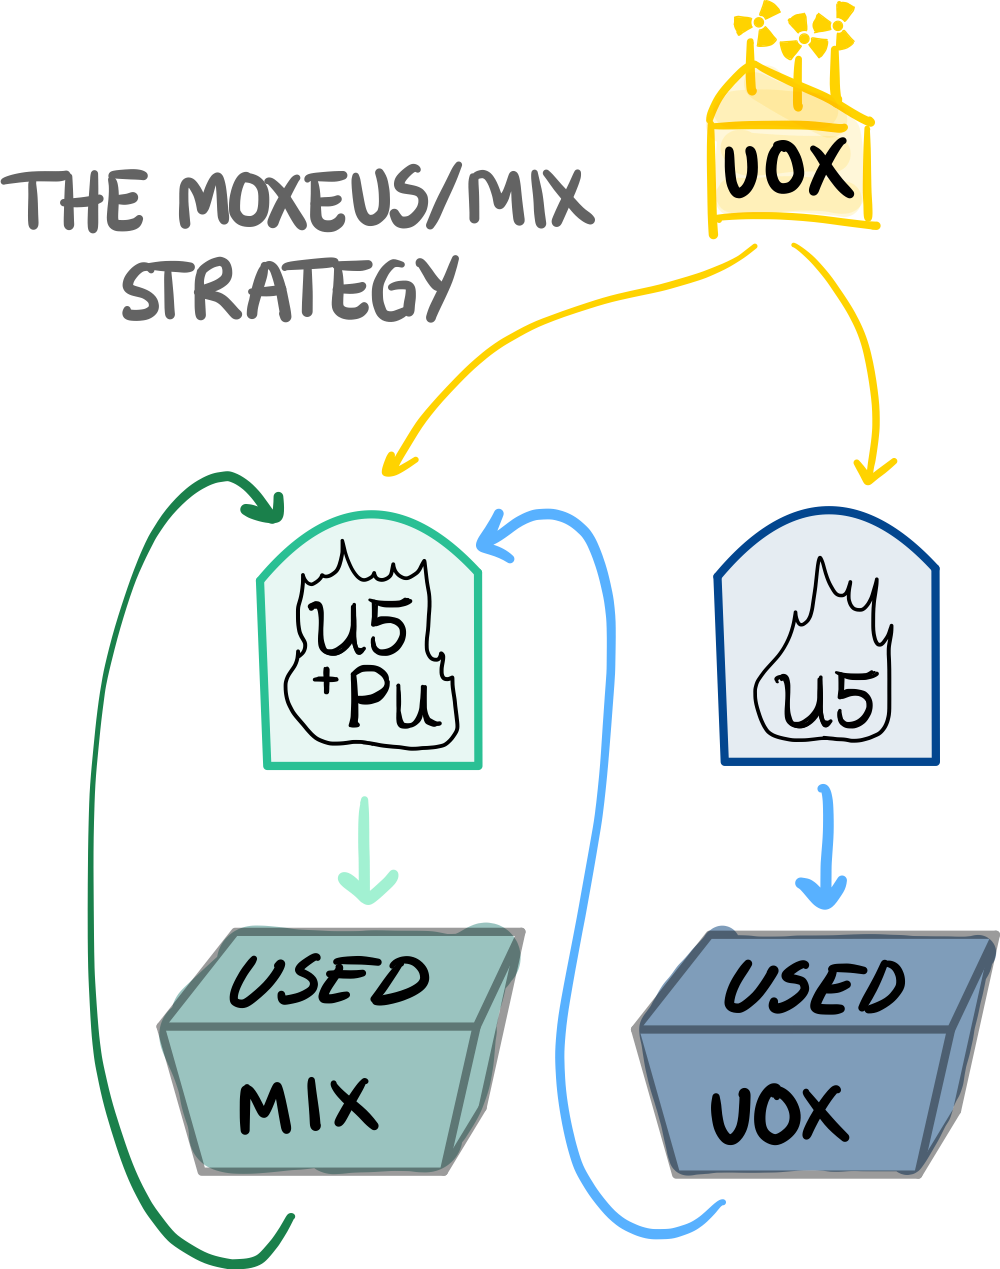 UOX
THE MOXEUS/MIX
STRATEGY
U5
+Pu
U5
USED
MIX
USED
UOX